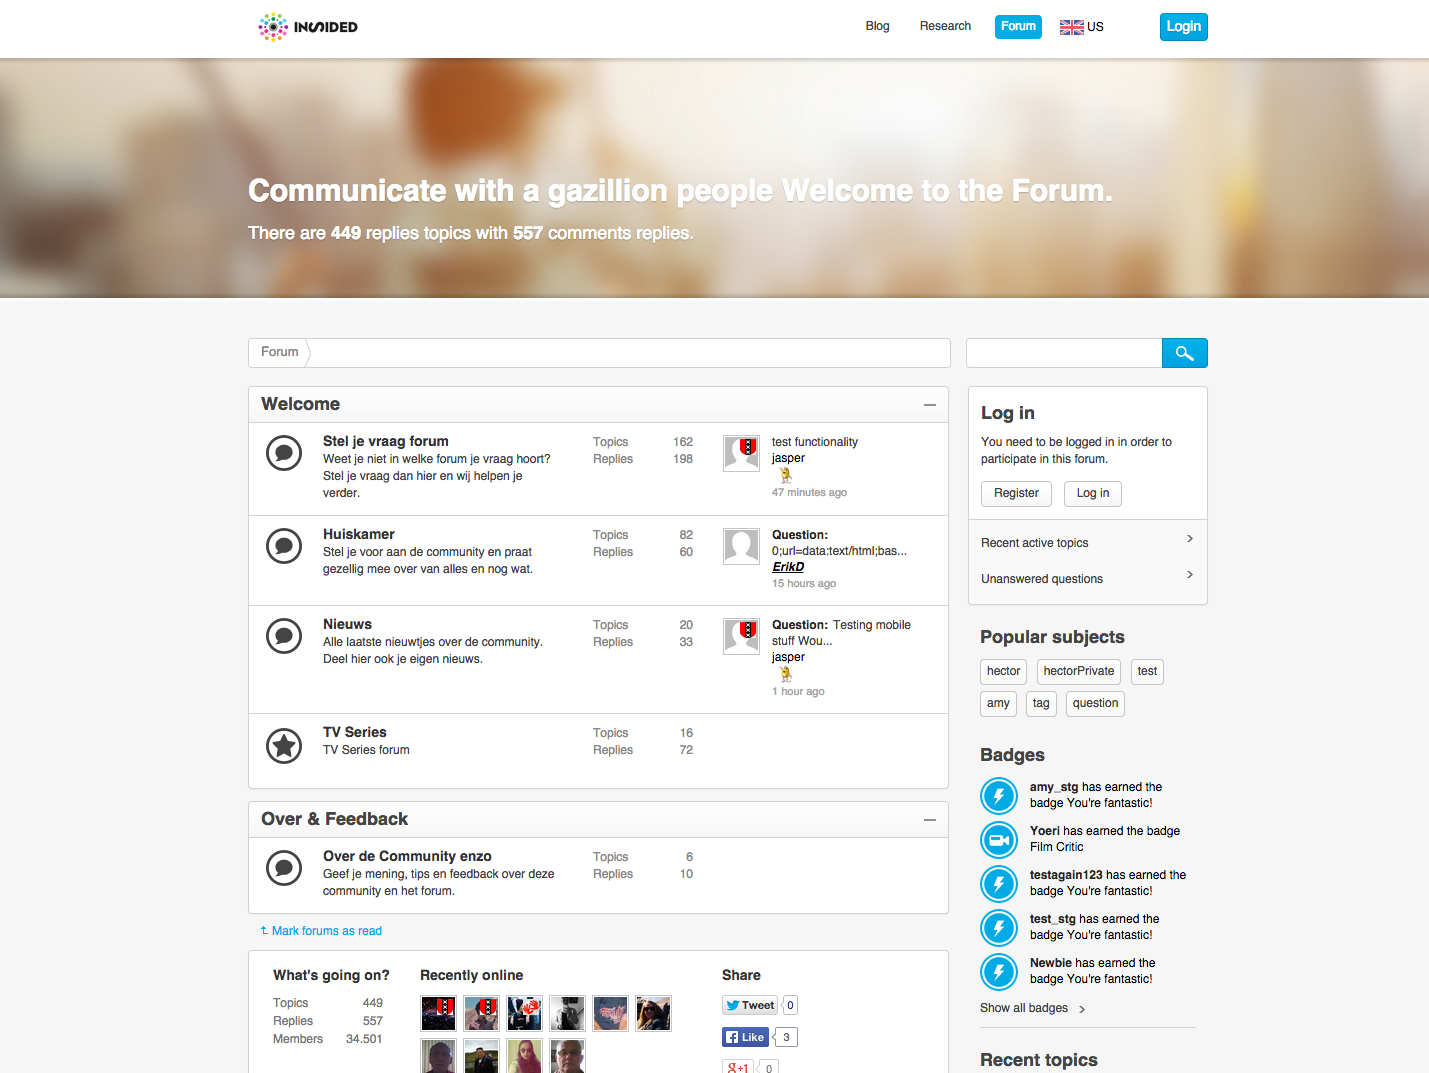 INSIDED
Blog
Research
Forum
US
Login
Communicate with a gazillion people Welcome to the Forum.
There are 449 replies topics with 557 comments replies.
Forum
Welcome
Stel je vraag forum
Weet je niet in welke forum je vraag hoort?
Stel je vraag dan hier en wij helpen je
verder.
Topics 162
Replies 198
test functionality
jasper
47 minutes ago
Huiskamer
Stel je voor aan de community en praat
gezellig mee over van alles en nog wat.
Topics 82
Replies 60
Question:
0;url=data:text/html;bas...
ErikD
15 hours ago
Nieuws
Alle laatste nieuwtjes over de community.
Deel hier ook je eigen nieuws.
Topics 20
Replies 33
Question: Testing mobile
stuff Wou...
jasper
1 hour ago
TV Series
TV Series forum
Topics 16
Replies 72
Over & Feedback
Over de Community enzo
Geef je mening, tips en feedback over deze
community en het forum.
Topics 6
Replies 10
Mark forums as read
What's going on?
Topics 449
Replies 557
Members 34.501
Recently online
Share
Tweet 0
Like 3
g+1 0
Log in
You need to be logged in in order to
participate in this forum.
Register
Log in
Recent active topics
Unanswered questions
Popular subjects
hector
hectorPrivate
test
amy
tag
question
Badges
amy_stg has earned the
badge You're fantastic!
Yoeri has earned the badge
Film Critic
testagain123 has earned the
badge You're fantastic!
test_stg has earned the
badge You're fantastic!
Newbie has earned the
badge You're fantastic!
Show all badges
Recent topics